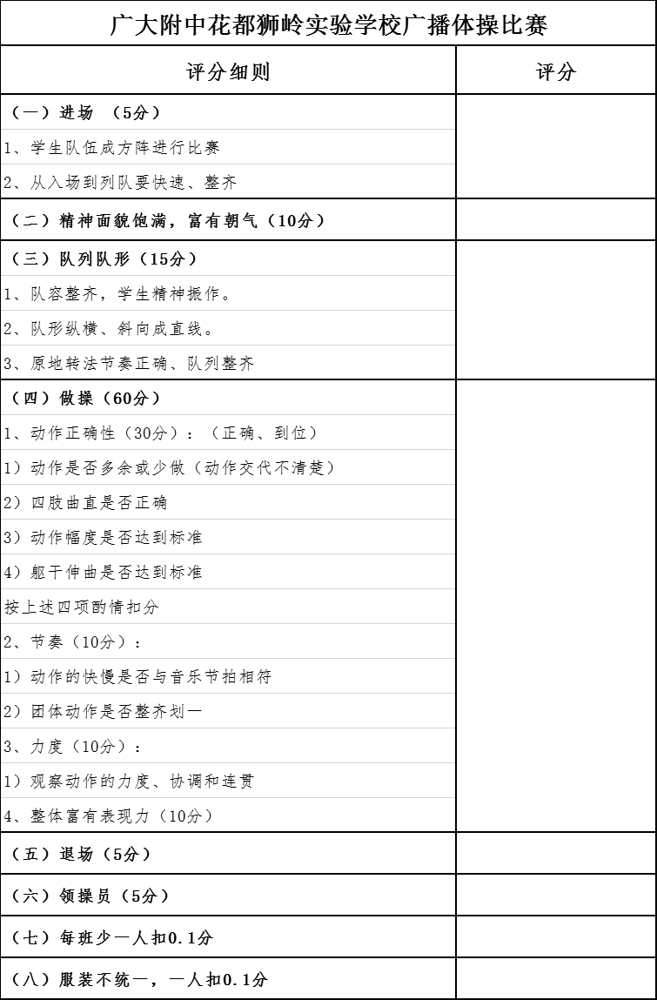 广大附中花都狮岭实验学校广播体操比赛
评分细则 评分
（一）进场 （5分）
1、学生队伍成方阵进行比赛
2、从入场到列队要快速、整齐
（二）精神面貌饱满，富有朝气（10分）
（三）队列队形（15分）
1、队容整齐，学生精神振作。
2、队形纵横、斜向成直线。
3、原地转法节奏正确、队列整齐
（四）做操（60分）
1、动作正确性（30分）：（正确、到位）
1）动作是否多余或少做（动作交代不清楚）
2）四肢曲直是否正确
3）动作幅度是否达到标准
4）躯干伸曲是否达到标准
按上述四项酌情扣分
2、节奏（10分）：
1）动作的快慢是否与音乐节拍相符
2）团体动作是否整齐划一
3、力度（10分）：
1）观察动作的力度、协调和连贯
4、整体富有表现力（10分）
（五）退场（5分）
（六）领操员（5分）
（七）每班少一人扣0.1分
（八）服装不统一，一人扣0.1分